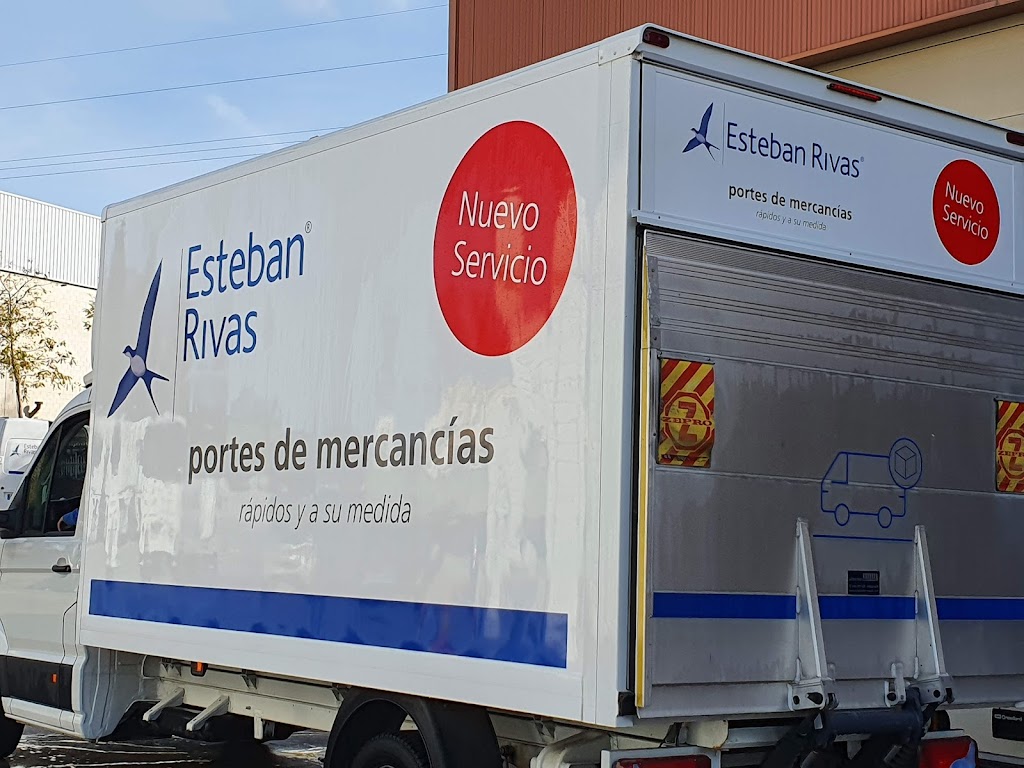 Esteban
Rivas®
portes de mercancías
rápidos y a su medida
Nuevo
Servicio
Esteban Rivas®
portes de mercancías
rápidos y a su medida
Nuevo
Servicio
ZEPRO